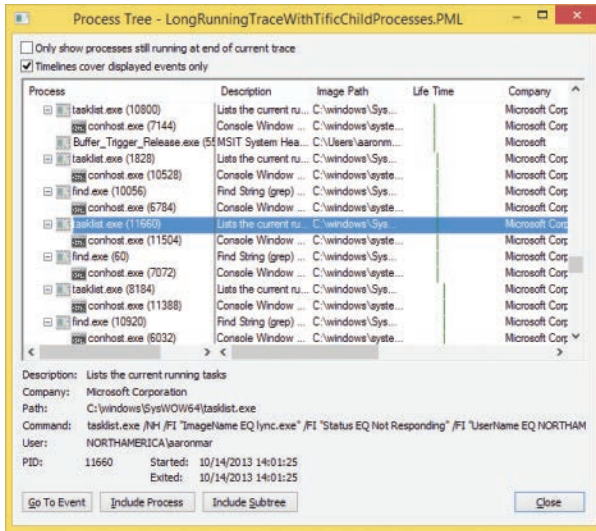 Process Tree - LongRunningTraceWithTificChildProcesses.PML
Only show processes still running at end of current trace
Timelines cover displayed events only
Process Description Image Path Life Time Company
tasklist.exe (10800) Lists the current ru... C:\windows\Sys... Microsoft Corp
conhost.exe (7144) Console Window ... C:\windows\syste... Microsoft Corp
Buffer_Trigger_Release.exe (55 MSIT System Hea... C:\Users\aaronm... Microsoft
tasklist.exe (1828) Lists the current ru... C:\windows\Sys... Microsoft Corp
conhost.exe (10528) Console Window ... C:\windows\syste... Microsoft Corp
find.exe (10056) Find String (grep) ... C:\windows\Sys... Microsoft Corp
conhost.exe (6784) Console Window ... C:\windows\syste... Microsoft Corp
tasklist.exe (11660) Lists the current ru... C:\windows\Sys... Microsoft Corp
conhost.exe (11504) Console Window ... C:\windows\syste... Microsoft Corp
find.exe (60) Find String (grep) ... C:\windows\Sys... Microsoft Corp
conhost.exe (7072) Console Window ... C:\windows\syste... Microsoft Corp
tasklist.exe (8184) Lists the current ru... C:\windows\Sys... Microsoft Corp
conhost.exe (11388) Console Window ... C:\windows\syste... Microsoft Corp
find.exe (10920) Find String (grep) ... C:\windows\Sys... Microsoft Corp
conhost.exe (6032) Console Window ... C:\windows\syste... Microsoft Corp
Description: Lists the current running tasks
Company: Microsoft Corporation
Path: C:\windows\SysWOW64\tasklist.exe
Command: tasklist.exe /NH /FI "ImageName EQ lync.exe" /FI "Status EQ Not Responding" /FI "UserName EQ NORTHAM
User: NORTHAMERICA\aaronmar
PID: 11660 Started: 10/14/2013 14:01:25
Exited: 10/14/2013 14:01:25
Go To Event Include Process Include Subtree Close